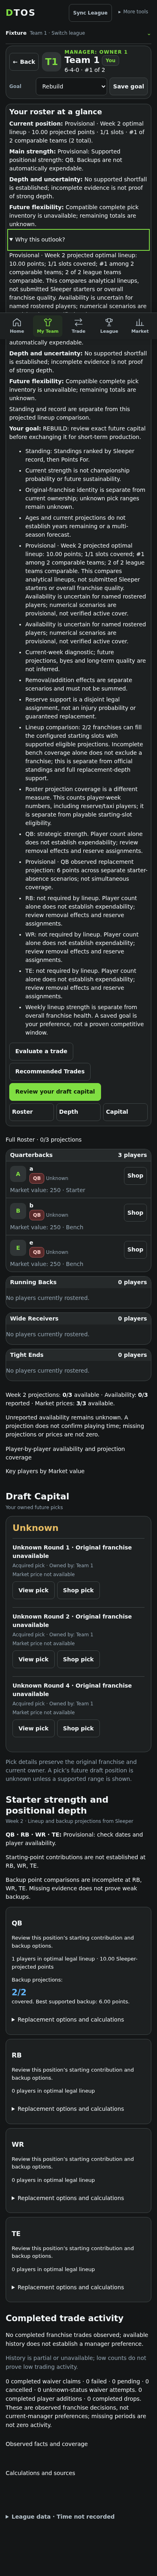 DTOS
Sync League
▸ More tools
Fixture Team 1 · Switch league
← Back
T1
MANAGER: OWNER 1
Team 1 You
6-4-0 · #1 of 2
Goal
Rebuild
Save goal
Your roster at a glance
Current position: Provisional · Week 2 optimal
lineup · 10.00 projected points · 1/1 slots · #1 of
2 comparable teams (2 total).
Main strength: Provisional: Supported
positional strength: QB. Backups are not
automatically expendable.
Depth and uncertainty: No supported shortfall
is established; incomplete evidence is not proof
of depth.
Future flexibility: Compatible complete pick
inventory is unavailable; remaining totals are
unknown.
▾ Why this outlook?
Provisional · Week 2 projected optimal lineup:
10.00 points; 1/1 slots covered; #1 among 2
comparable teams; 2 of 2 league teams
comparable. This compares analytical lineups,
not submitted Sleeper starters or overall
franchise quality. Availability is uncertain for
named rostered players; numerical scenarios are
Home
My Team
Trade
League
Market
automatically expendable.
Depth and uncertainty: No supported shortfall
is established; incomplete evidence is not proof
of depth.
Future flexibility: Compatible complete pick
inventory is unavailable; remaining totals are
unknown.
Standing and record are separate from this
projected lineup comparison.
Your goal: REBUILD: Review exact future capital
before exchanging it for short-term production.
• Standing: Standings ranked by Sleeper
record, then Points For.
• Current strength is not championship
probability or future sustainability.
• Original-franchise identity is separate from
current pick ownership; unknown ranges
remain unknown.
• Ages and current projections do not
establish years remaining or a multi-
season forecast.
• Provisional · Week 2 projected optimal
lineup: 10.00 points; 1/1 slots covered; #1
among 2 comparable teams; 2 of 2 league
teams comparable. This compares
analytical lineups, not submitted Sleeper
starters or overall franchise quality.
Availability is uncertain for named rostered
players; numerical scenarios are
provisional, not verified active cover.
• Availability is uncertain for named rostered
players; numerical scenarios are
provisional, not verified active cover.
• Current-week diagnostic; future
projections, byes and long-term quality are
not inferred.
• Removal/addition effects are separate
scenarios and must not be summed.
• Reserve support is a disjoint legal
assignment, not an injury probability or
guaranteed replacement.
• Lineup comparison: 2/2 franchises can fill
the configured starting slots with
supported eligible projections. Incomplete
bench coverage alone does not exclude a
franchise; this is separate from official
standings and full replacement-depth
support.
• Roster projection coverage is a different
measure. This counts player-week
numerical projections among all players; it
is separate from playable starting-slot
eligibility.
• QB: strategic strength. Player count alone
does not establish expendability; review
removal effects and reserve assignments.
• Provisional · QB observed replacement
gap: 6 points across separate starter-
absence scenarios, not simultaneous
coverage.
• RB: not required by lineup. Player count
alone does not establish expendability;
review removal effects and reserve
assignments.
• WR: not required by lineup. Player count
alone does not establish expendability;
review removal effects and reserve
assignments.
• TE: not required by lineup. Player count
alone does not establish expendability;
review removal effects and reserve
assignments.
• Weekly lineup strength is separate from
overall franchise health. A saved goal is
your preference, not a proven competitive
window.
Evaluate a trade
Recommended Trades
Review your draft capital
Roster
Depth
Capital
Full Roster · 0/3 projections
Quarterbacks
3 players
A
a
QB Unknown
Shop
Market value: 250 · Starter
B
b
QB Unknown
Shop
Market value: 250 · Bench
E
e
QB Unknown
Shop
Market value: 250 · Bench
Running Backs
0 players
No players currently rostered.
Wide Receivers
0 players
No players currently rostered.
Tight Ends
0 players
No players currently rostered.
Week 2 projections: 0/3 available · Availability: 0/3
reported · Market prices: 3/3 available.
Unreported availability remains unknown. A
projection does not confirm playing time; missing
projections or prices are not zero.
Player-by-player availability and projection
coverage
Key players by Market value
Draft Capital
Your owned future picks
Unknown
Unknown Round 1 · Original franchise
unavailable
Acquired pick · Owned by: Team 1
Market price not available
View pick
Shop pick
Unknown Round 2 · Original franchise
unavailable
Acquired pick · Owned by: Team 1
Market price not available
View pick
Shop pick
Unknown Round 4 · Original franchise
unavailable
Acquired pick · Owned by: Team 1
Market price not available
View pick
Shop pick
Pick details preserve the original franchise and
current owner. A pick's future draft position is
unknown unless a supported range is shown.
Starter strength and
positional depth
Week 2 · Lineup and backup projections from Sleeper
QB · RB · WR · TE: Provisional: check dates and
player availability.
Starting-point contributions are not established at
RB, WR, TE.
Backup point comparisons are incomplete at RB,
WR, TE. Missing evidence does not prove weak
backups.
QB
Review this position's starting contribution and
backup options.
1 players in optimal legal lineup · 10.00 Sleeper-
projected points
Backup projections:
2/2
covered. Best supported backup: 6.00 points.
▸ Replacement options and calculations
RB
Review this position's starting contribution and
backup options.
0 players in optimal legal lineup
▸ Replacement options and calculations
WR
Review this position's starting contribution and
backup options.
0 players in optimal legal lineup
▸ Replacement options and calculations
TE
Review this position's starting contribution and
backup options.
0 players in optimal legal lineup
▸ Replacement options and calculations
Completed trade activity
No completed franchise trades observed; available
history does not establish a manager preference.
History is partial or unavailable; low counts do not
prove low trading activity.
0 completed waiver claims · 0 failed · 0 pending · 0
canceled · 0 unknown-status waiver attempts. 0
completed player additions · 0 completed drops.
These are observed franchise decisions, not
current-manager preferences; missing periods are
not zero activity.
Observed facts and coverage
Calculations and sources
▸ League data · Time not recorded